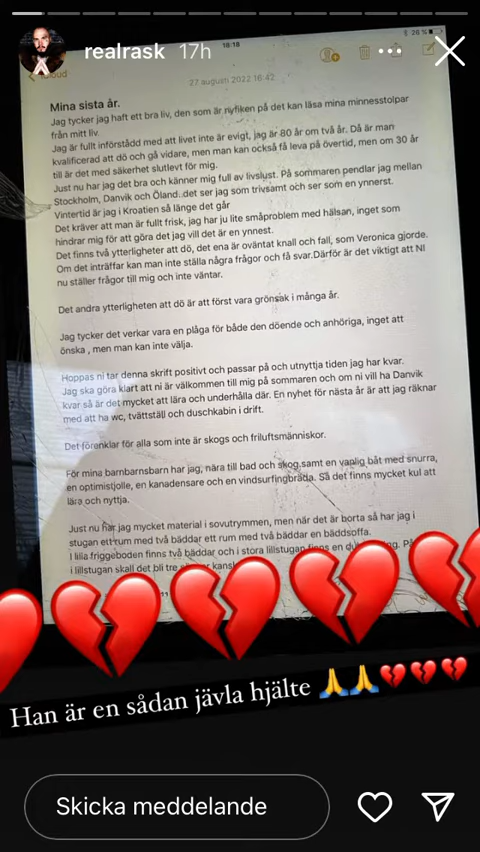 realrask 17h
18:18
26 %
27 augusti 2022 16:42
Mina sista år.
Jag tycker jag haft ett bra liv, den som är nyfiken på det kan läsa mina minnesstolpar
från mitt liv.
Jag är fullt införstådd med att livet inte är evigt, jag är 80 år om två år. Då är man
kvalificerad att dö och gå vidare, men man kan också få leva på övertid, men om 30 år
till är det med säkerhet slutlevt för mig.
Just nu har jag det bra och känner mig full av livslust. På sommaren pendlar jag mellan
Stockholm, Danvik och Öland..det ser jag som trivsamt och ser som en ynnerst.
Vintertid är jag i Kroatien så länge det går
Det kräver att man är fullt frisk, jag har ju lite småproblem med hälsan, inget som
hindrar mig för att göra det jag vill det är en ynnest.
Det finns två ytterligheter att dö, det ena är oväntat knall och fall, som Veronica gjorde.
Om det inträffar kan man inte ställa några frågor och få svar.Därför är det viktigt att NI
nu ställer frågor till mig och inte väntar.
Det andra ytterligheten att dö är att först vara grönsak i många år.
Jag tycker det verkar vara en plåga för både den döende och anhöriga, inget att
önska , men man kan inte välja.
Hoppas ni tar denna skrift positivt och passar på och utnyttja tiden jag har kvar.
Jag ska göra klart att ni är välkommen till mig på sommaren och om ni vill ha Danvik
kvar så är det mycket att lära och underhålla där. En nyhet för nästa år är att jag räknar
med att ha wc, tvättställ och duschkabin i drift.
Det förenklar för alla som inte är skogs och friluftsmänniskor.
För mina barnbarnsbarn har jag, nära till bad och skog.samt en vanlig båt med snurra,
en optimistjolle, en kanadensare och en vindsurfingbräda. Så det finns mycket kul att
lära och nyttja.
Just nu har jag mycket material i sovutrymmen, men när det är borta så har jag i
stugan ett rum med två bäddar ett rum med två bäddar en bäddsoffa.
I lilla friggeboden finns två bäddar och i stora lillstugan finns en
i lillstugan skall det bli tre
Han är en sådan jävla hjälte 🙏🙏💔💔💔
Skicka meddelande